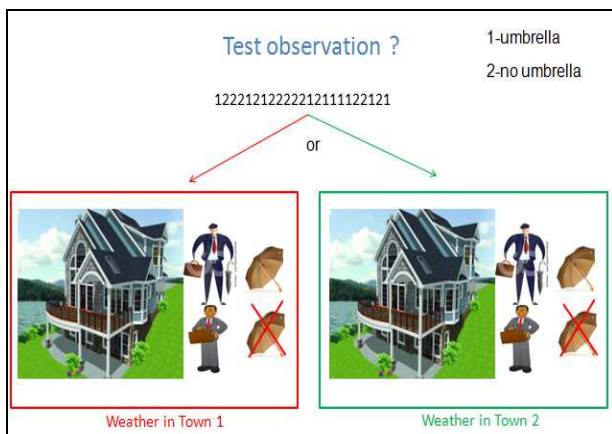 Test observation ?
1-umbrella
2-no umbrella
12221212222212111122121
or
Weather in Town 1
Weather in Town 2